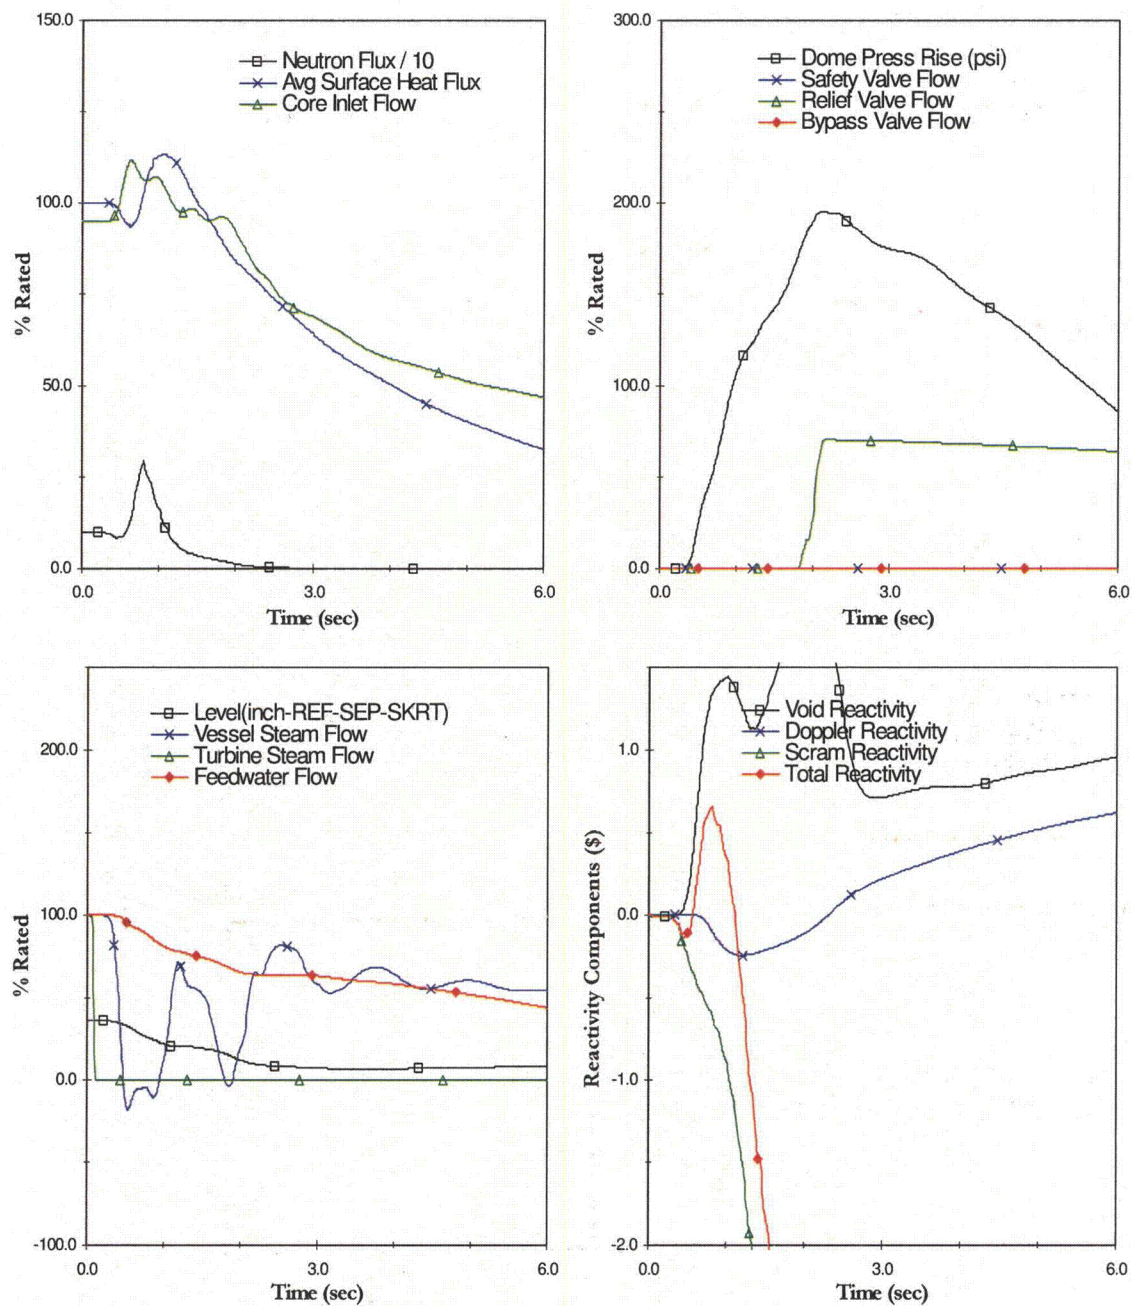 150.0
Neutron Flux / 10
Avg Surface Heat Flux
Core Inlet Flow
100.0
% Rated
50.0
0.0
0.0
3.0
6.0
Time (sec)
300.0
Dome Press Rise (psi)
Safety Valve Flow
Relief Valve Flow
Bypass Valve Flow
200.0
% Rated
100.0
0.0
0.0
3.0
6.0
Time (sec)
Level(inch-REF-SEP-SKRT)
Vessel Steam Flow
Turbine Steam Flow
Feedwater Flow
200.0
100.0
% Rated
0.0
-100.0
0.0
3.0
6.0
Time (sec)
Void Reactivity
Doppler Reactivity
Scram Reactivity
Total Reactivity
1.0
Reactivity Components ($)
0.0
-1.0
-2.0
0.0
3.0
6.0
Time (sec)